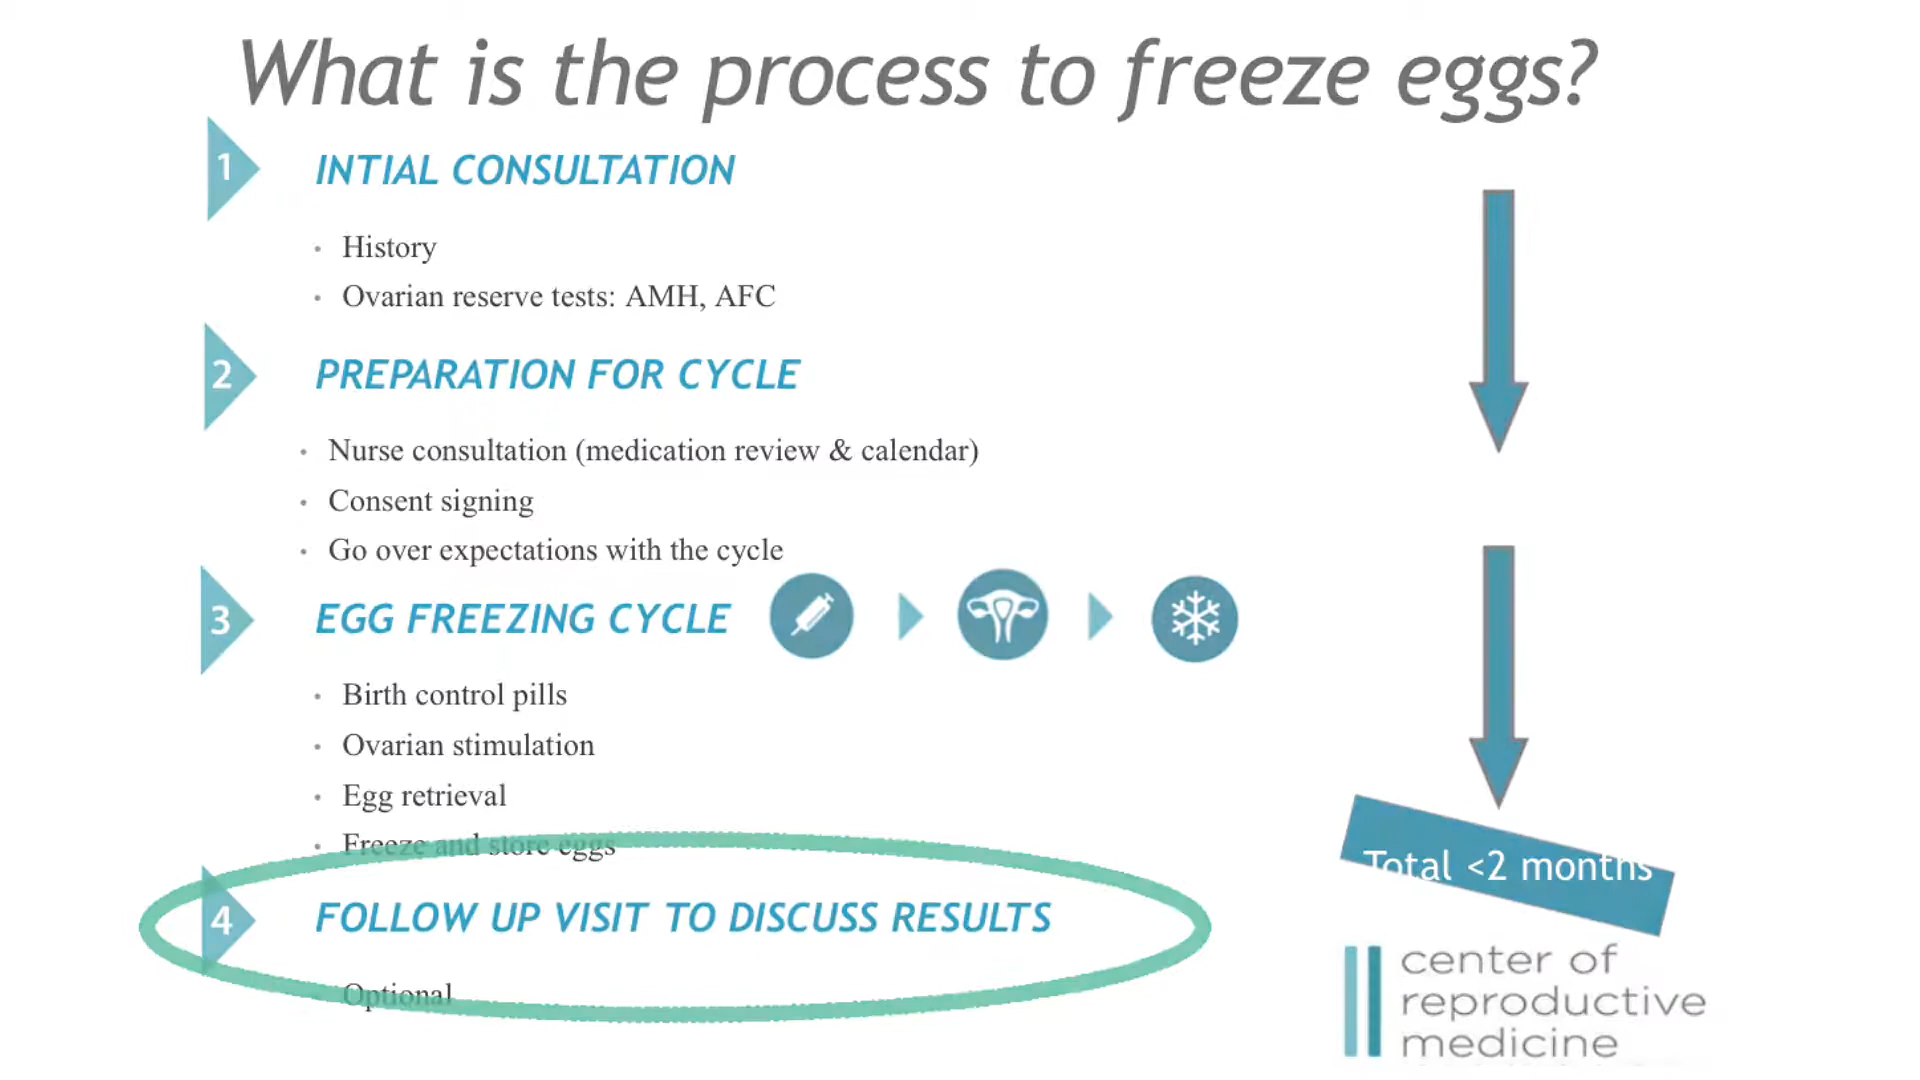 What is the process to freeze eggs?
1 INTIAL CONSULTATION
• History
• Ovarian reserve tests: AMH, AFC
2 PREPARATION FOR CYCLE
• Nurse consultation (medication review & calendar)
• Consent signing
• Go over expectations with the cycle
3 EGG FREEZING CYCLE
• Birth control pills
• Ovarian stimulation
• Egg retrieval
• Freeze and store eggs
4 FOLLOW UP VISIT TO DISCUSS RESULTS
• Optional
Total <2 months
center of
reproductive
medicine